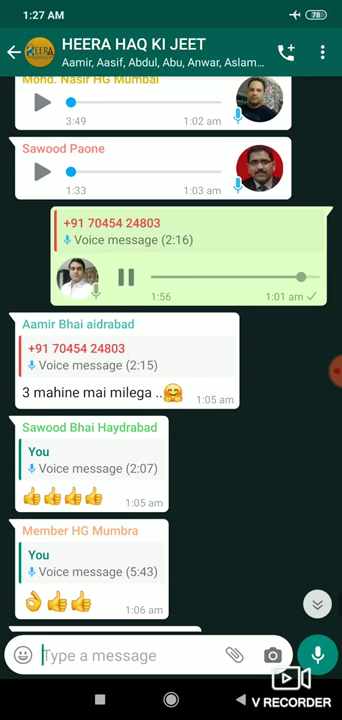 1:27 AM
78
HEERA HAQ KI JEET
Aamir, Aasif, Abdul, Abu, Anwar, Aslam...
Mohd. Nasir HG Mumbai
3:49
1:02 am
Sawood Paone
1:33
1:03 am
+91 70454 24803
Voice message (2:16)
1:56
1:01 am
Aamir Bhai aidrabad
+91 70454 24803
Voice message (2:15)
3 mahine mai milega ..🤗
1:05 am
Sawood Bhai Haydrabad
You
Voice message (2:07)
👍👍👍👍
1:05 am
Member HG Mumbra
You
Voice message (5:43)
👌👍👍
1:06 am
Type a message
V RECORDER